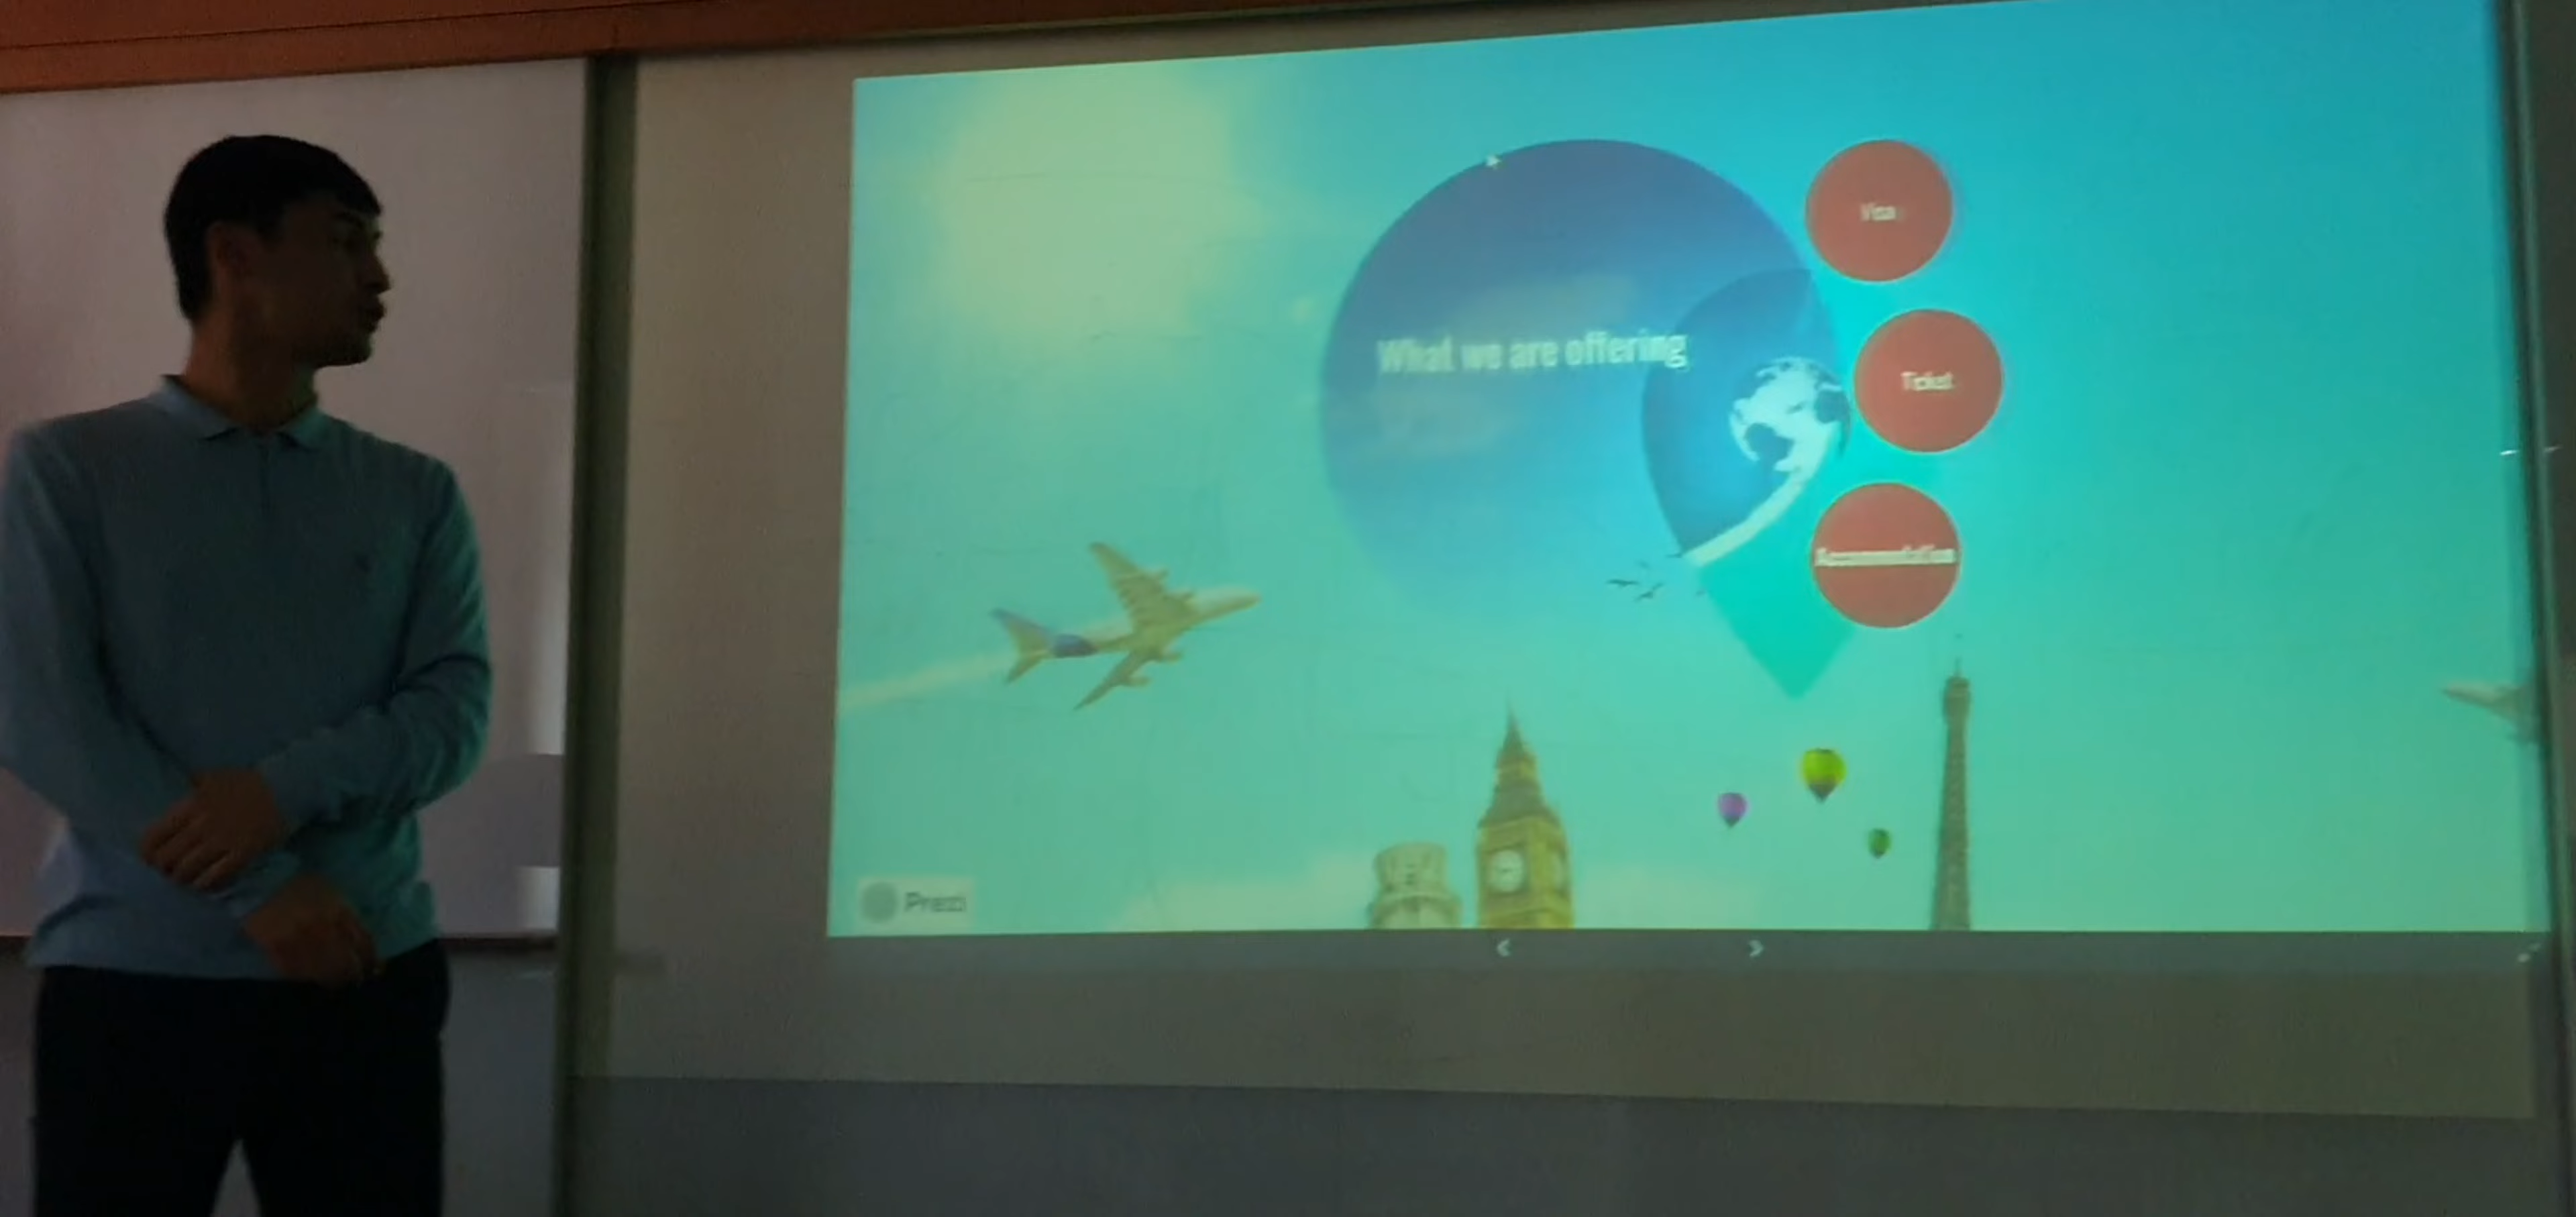 What we are offering
Visa
Ticket
Accommodation
Prezi